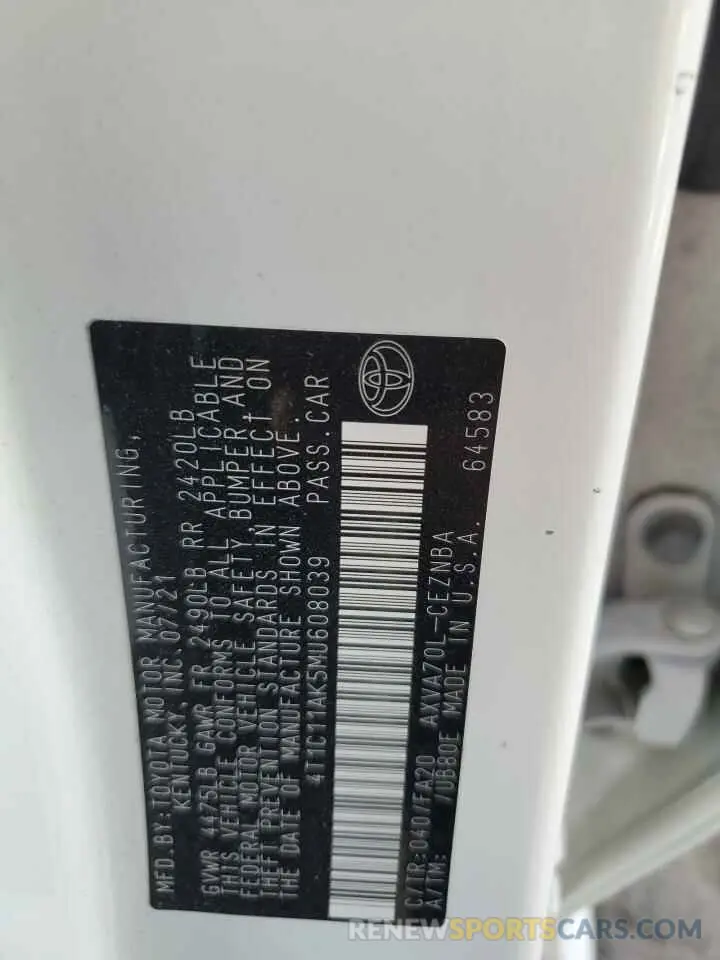 MFD. BY: TOYOTA MOTOR MANUFACTURING,
KENTUCKY, INC. 07/21
GVWR 4475LB GAWR FR 2490LB RR 2420LB
THIS VEHICLE CONFORMS TO ALL APPLICABLE
FEDERAL MOTOR VEHICLE SAFETY, BUMPER AND
THEFT PREVENTION STANDARDS IN EFFECT ON
THE DATE OF MANUFACTURE SHOWN ABOVE.
4T1C11AK5MU608039 PASS. CAR
C/TR: 040/FA20 AXVA70L-CEZNBA
A/TM: /UB80E MADE IN U.S.A. 64583
RENEWSPORTSCARS.COM